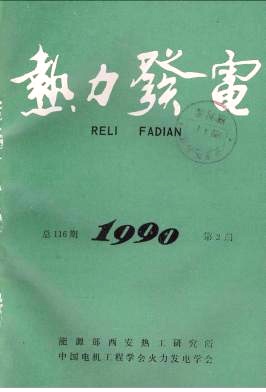 熱力發電
RELI FADIAN
总116期 1990 第2期
能源部西安热工研究所
中国电机工程学会火力发电学会